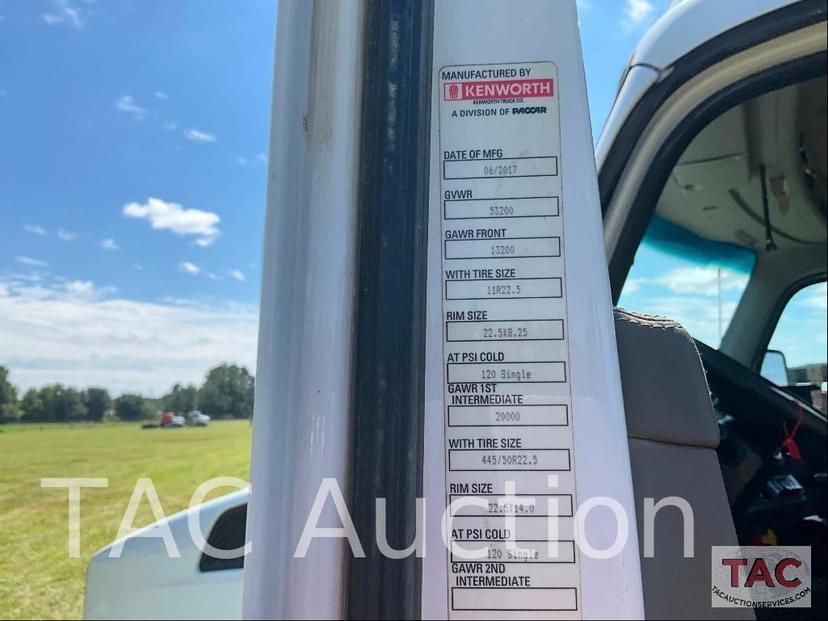 MANUFACTURED BY
KENWORTH
KENWORTH TRUCK CO.
A DIVISION OF PACCAR
DATE OF MFG
06/2017
GVWR
53200
GAWR FRONT
13200
WITH TIRE SIZE
11R22.5
RIM SIZE
22.5X8.25
AT PSI COLD
120 Single
GAWR 1ST
INTERMEDIATE
20000
WITH TIRE SIZE
445/50R22.5
RIM SIZE
22.5X14.0
AT PSI COLD
120 Single
GAWR 2ND
INTERMEDIATE
TAC Auction
TAC
TACAUCTIONSERVICES.COM